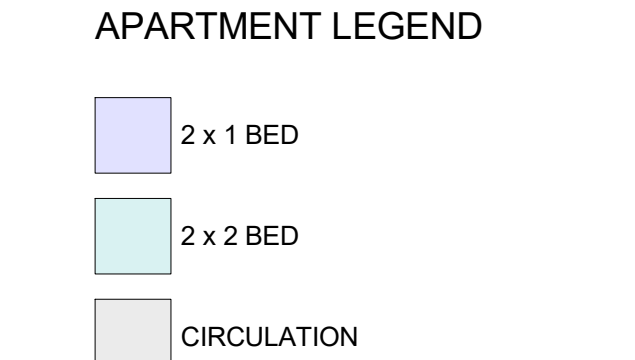 APARTMENT LEGEND
2 x 1 BED
2 x 2 BED
CIRCULATION